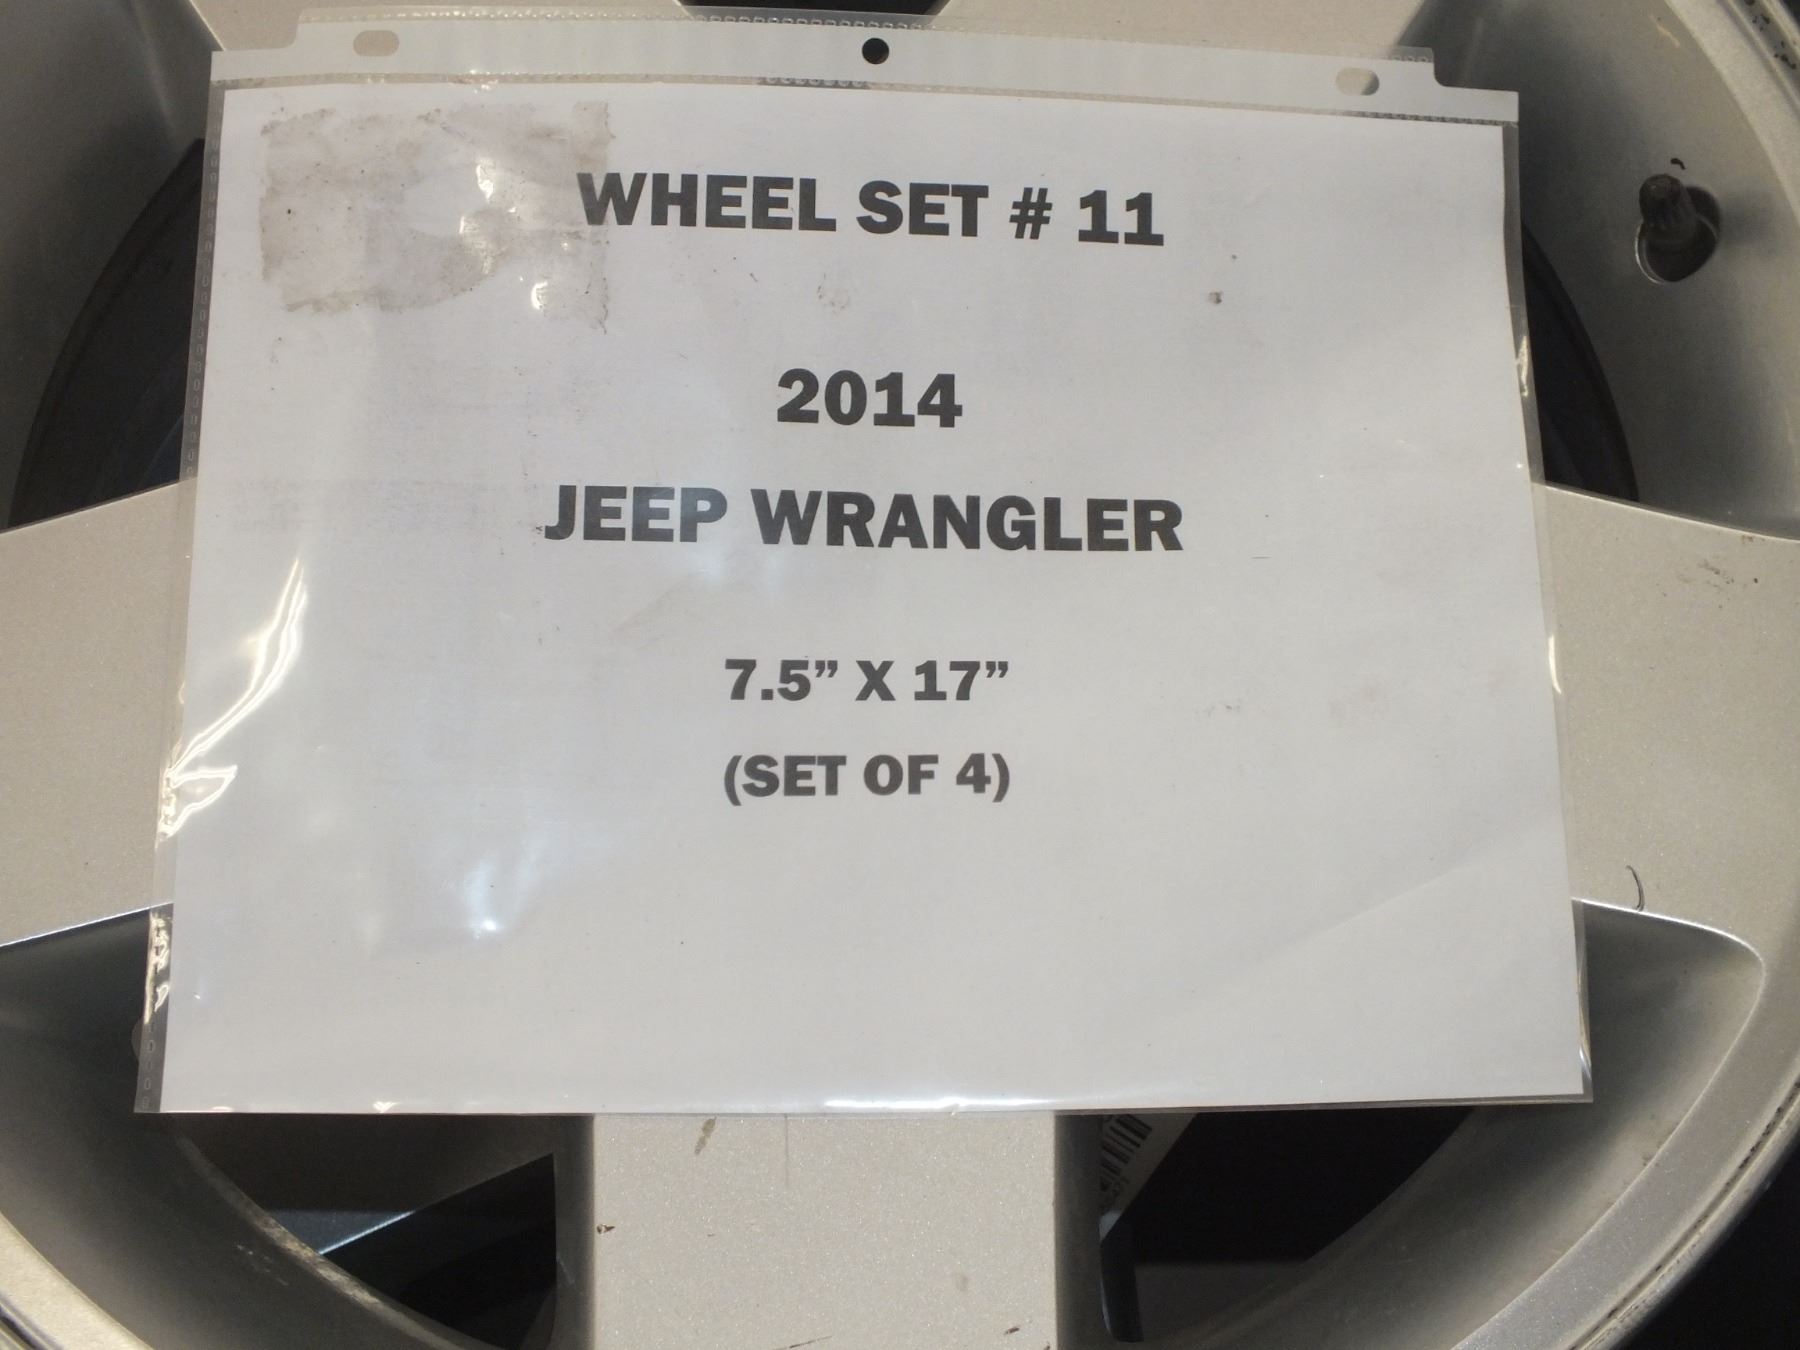 WHEEL SET # 11
2014
JEEP WRANGLER
7.5” X 17”
(SET OF 4)